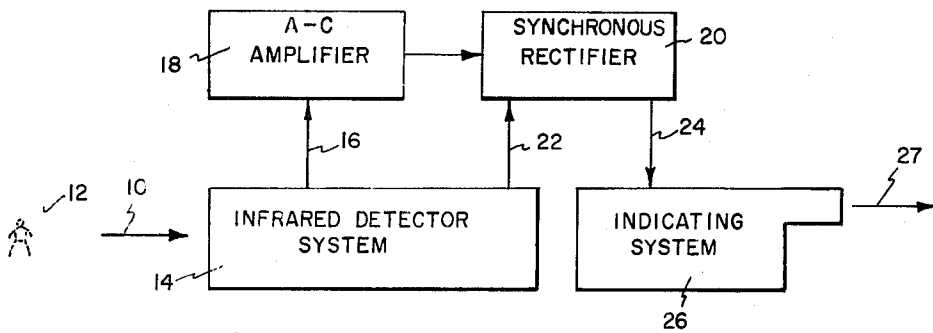 A-C
AMPLIFIER
18
SYNCHRONOUS
RECTIFIER
20
16
22
24
12
10
INFRARED DETECTOR
SYSTEM
14
INDICATING
SYSTEM
26
27